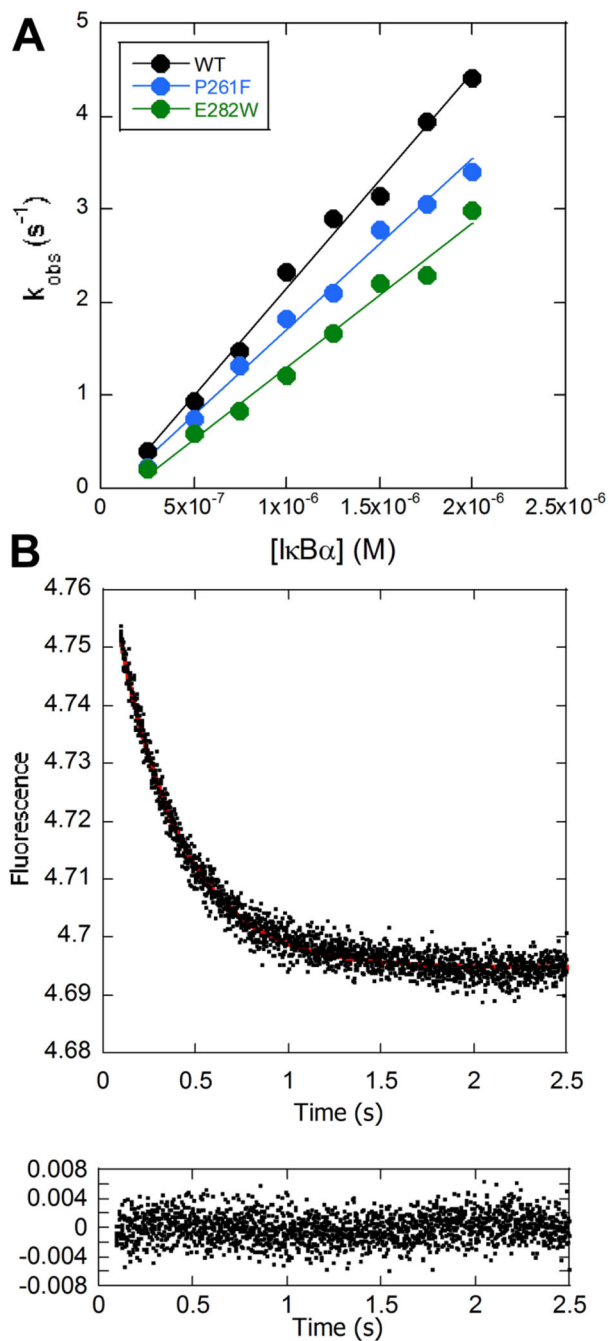 A
5
4
3
2
1
0
k_obs (s⁻¹)
WT
P261F
E282W
0 5x10⁻⁷ 1x10⁻⁶ 1.5x10⁻⁶ 2x10⁻⁶ 2.5x10⁻⁶
[IκBα] (M)
B
4.76
4.75
4.74
4.73
4.72
4.71
4.7
4.69
4.68
Fluorescence
0 0.5 1 1.5 2 2.5
Time (s)
0.008
0.004
0
-0.004
-0.008
0 0.5 1 1.5 2 2.5
Time (s)